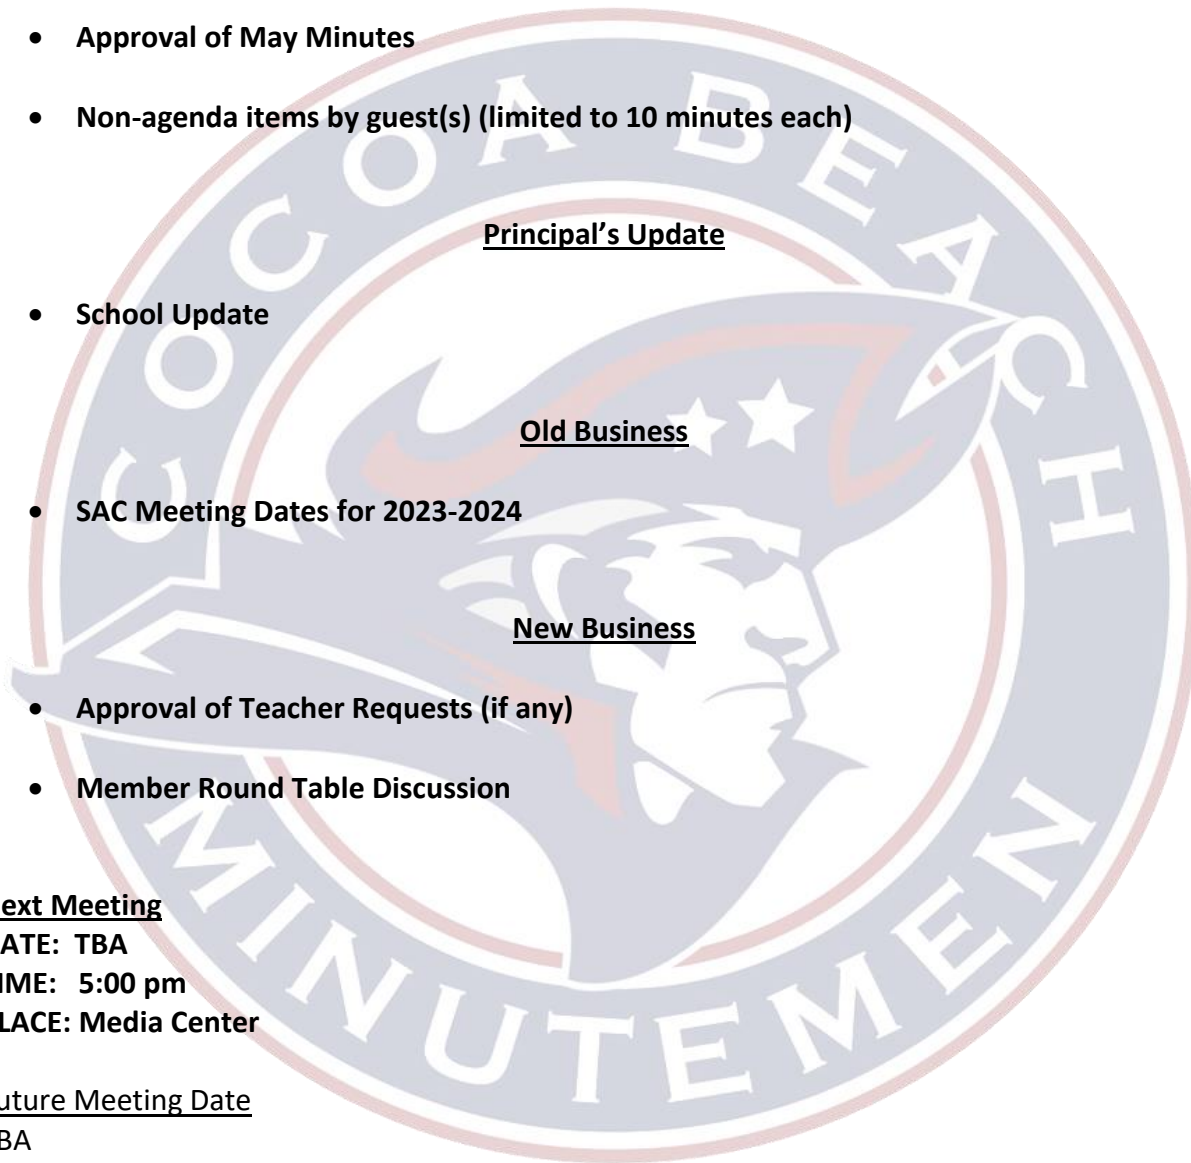 • Approval of May Minutes
• Non-agenda items by guest(s) (limited to 10 minutes each)
Principal's Update
• School Update
Old Business
• SAC Meeting Dates for 2023-2024
New Business
• Approval of Teacher Requests (if any)
• Member Round Table Discussion
ext Meeting
ATE: TBA
IME: 5:00 pm
LACE: Media Center
uture Meeting Date
BA
COCOA BEACH
MINUTEMEN